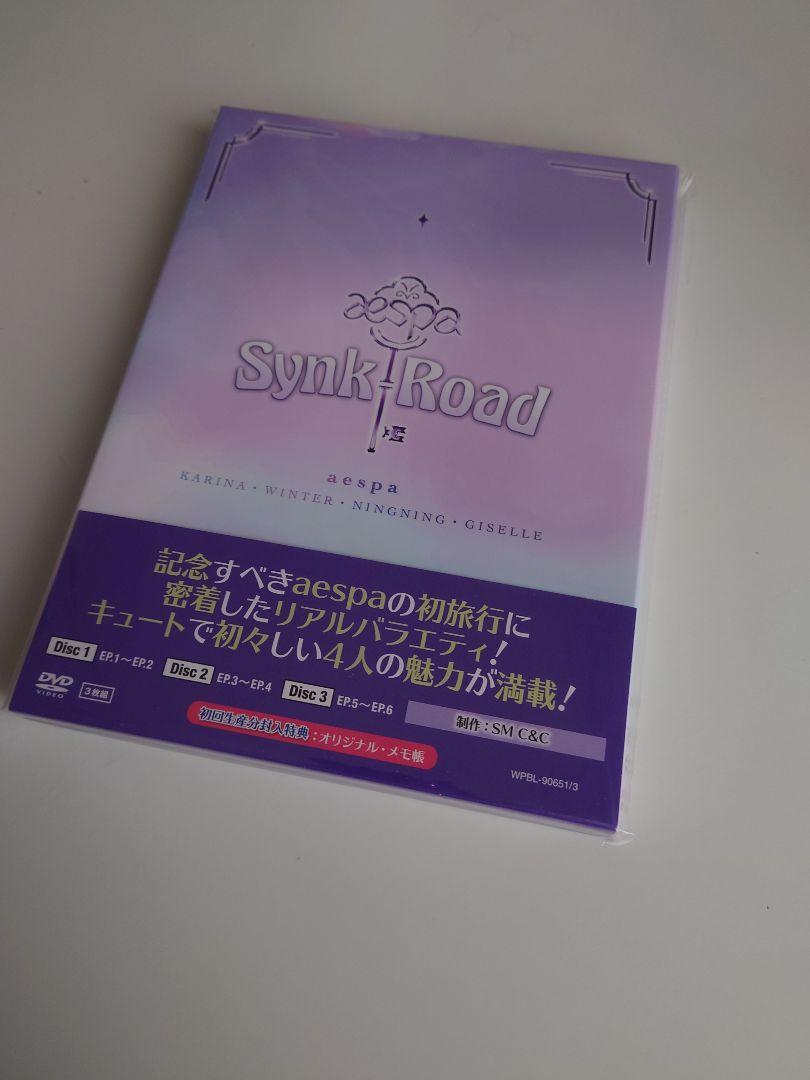 aespa
Synk-Road
aespa
KARINA・WINTER・NINGNING・GISELLE
記念すべきaespaの初旅行に
密着したリアルバラエティ!
キュートで初々しい4人の魅力が満載!
Disc 1 EP.1〜EP.2 Disc 2 EP.3〜EP.4 Disc 3 EP.5〜EP.6
DVD VIDEO 3枚組 制作:SM C&C
初回生産分封入特典:オリジナル・メモ帳
WPBL-90651/3